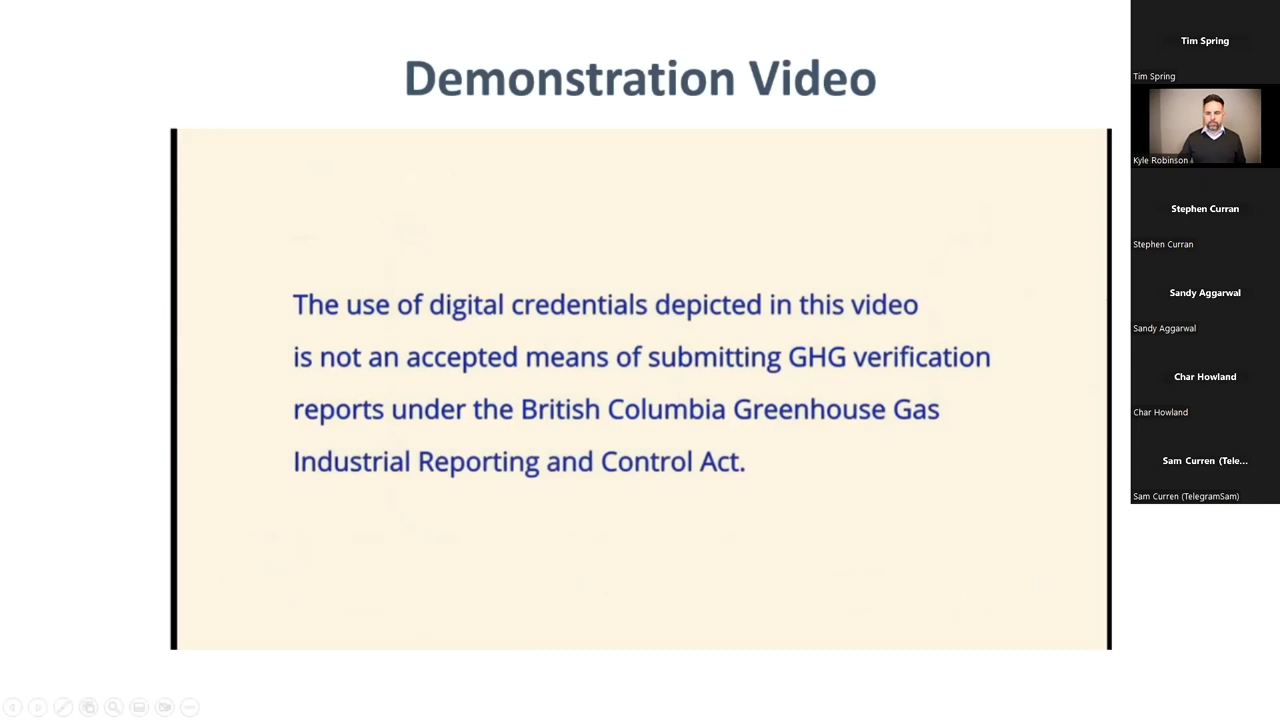 Demonstration Video
The use of digital credentials depicted in this video
is not an accepted means of submitting GHG verification
reports under the British Columbia Greenhouse Gas
Industrial Reporting and Control Act.
Tim Spring
Tim Spring
Kyle Robinson
Stephen Curran
Stephen Curran
Sandy Aggarwal
Sandy Aggarwal
Char Howland
Char Howland
Sam Curren (Tele...
Sam Curren (TelegramSam)